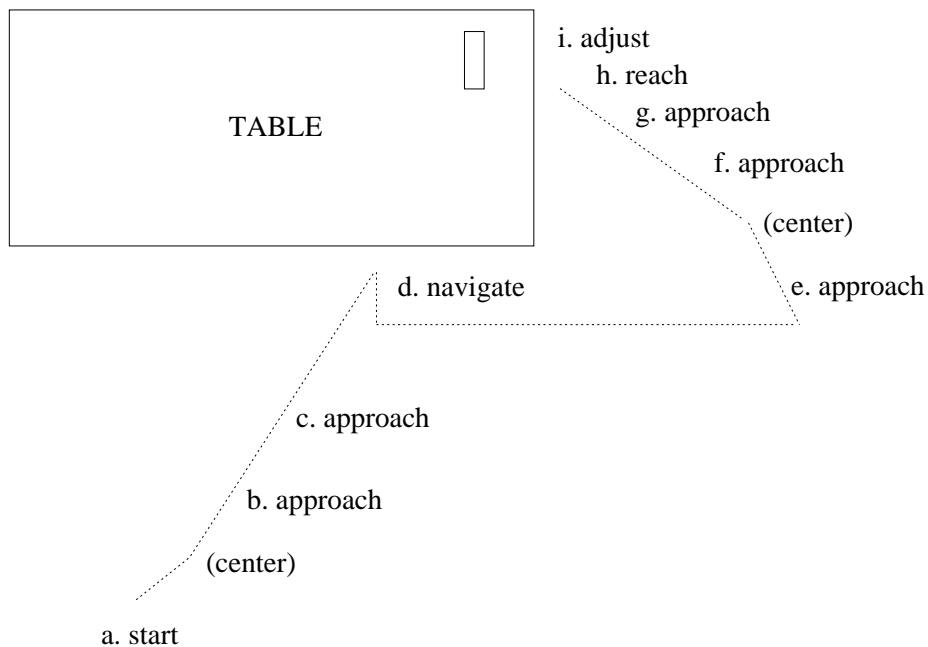 i. adjust
h. reach
g. approach
TABLE
f. approach
(center)
d. navigate
e. approach
c. approach
b. approach
(center)
a. start